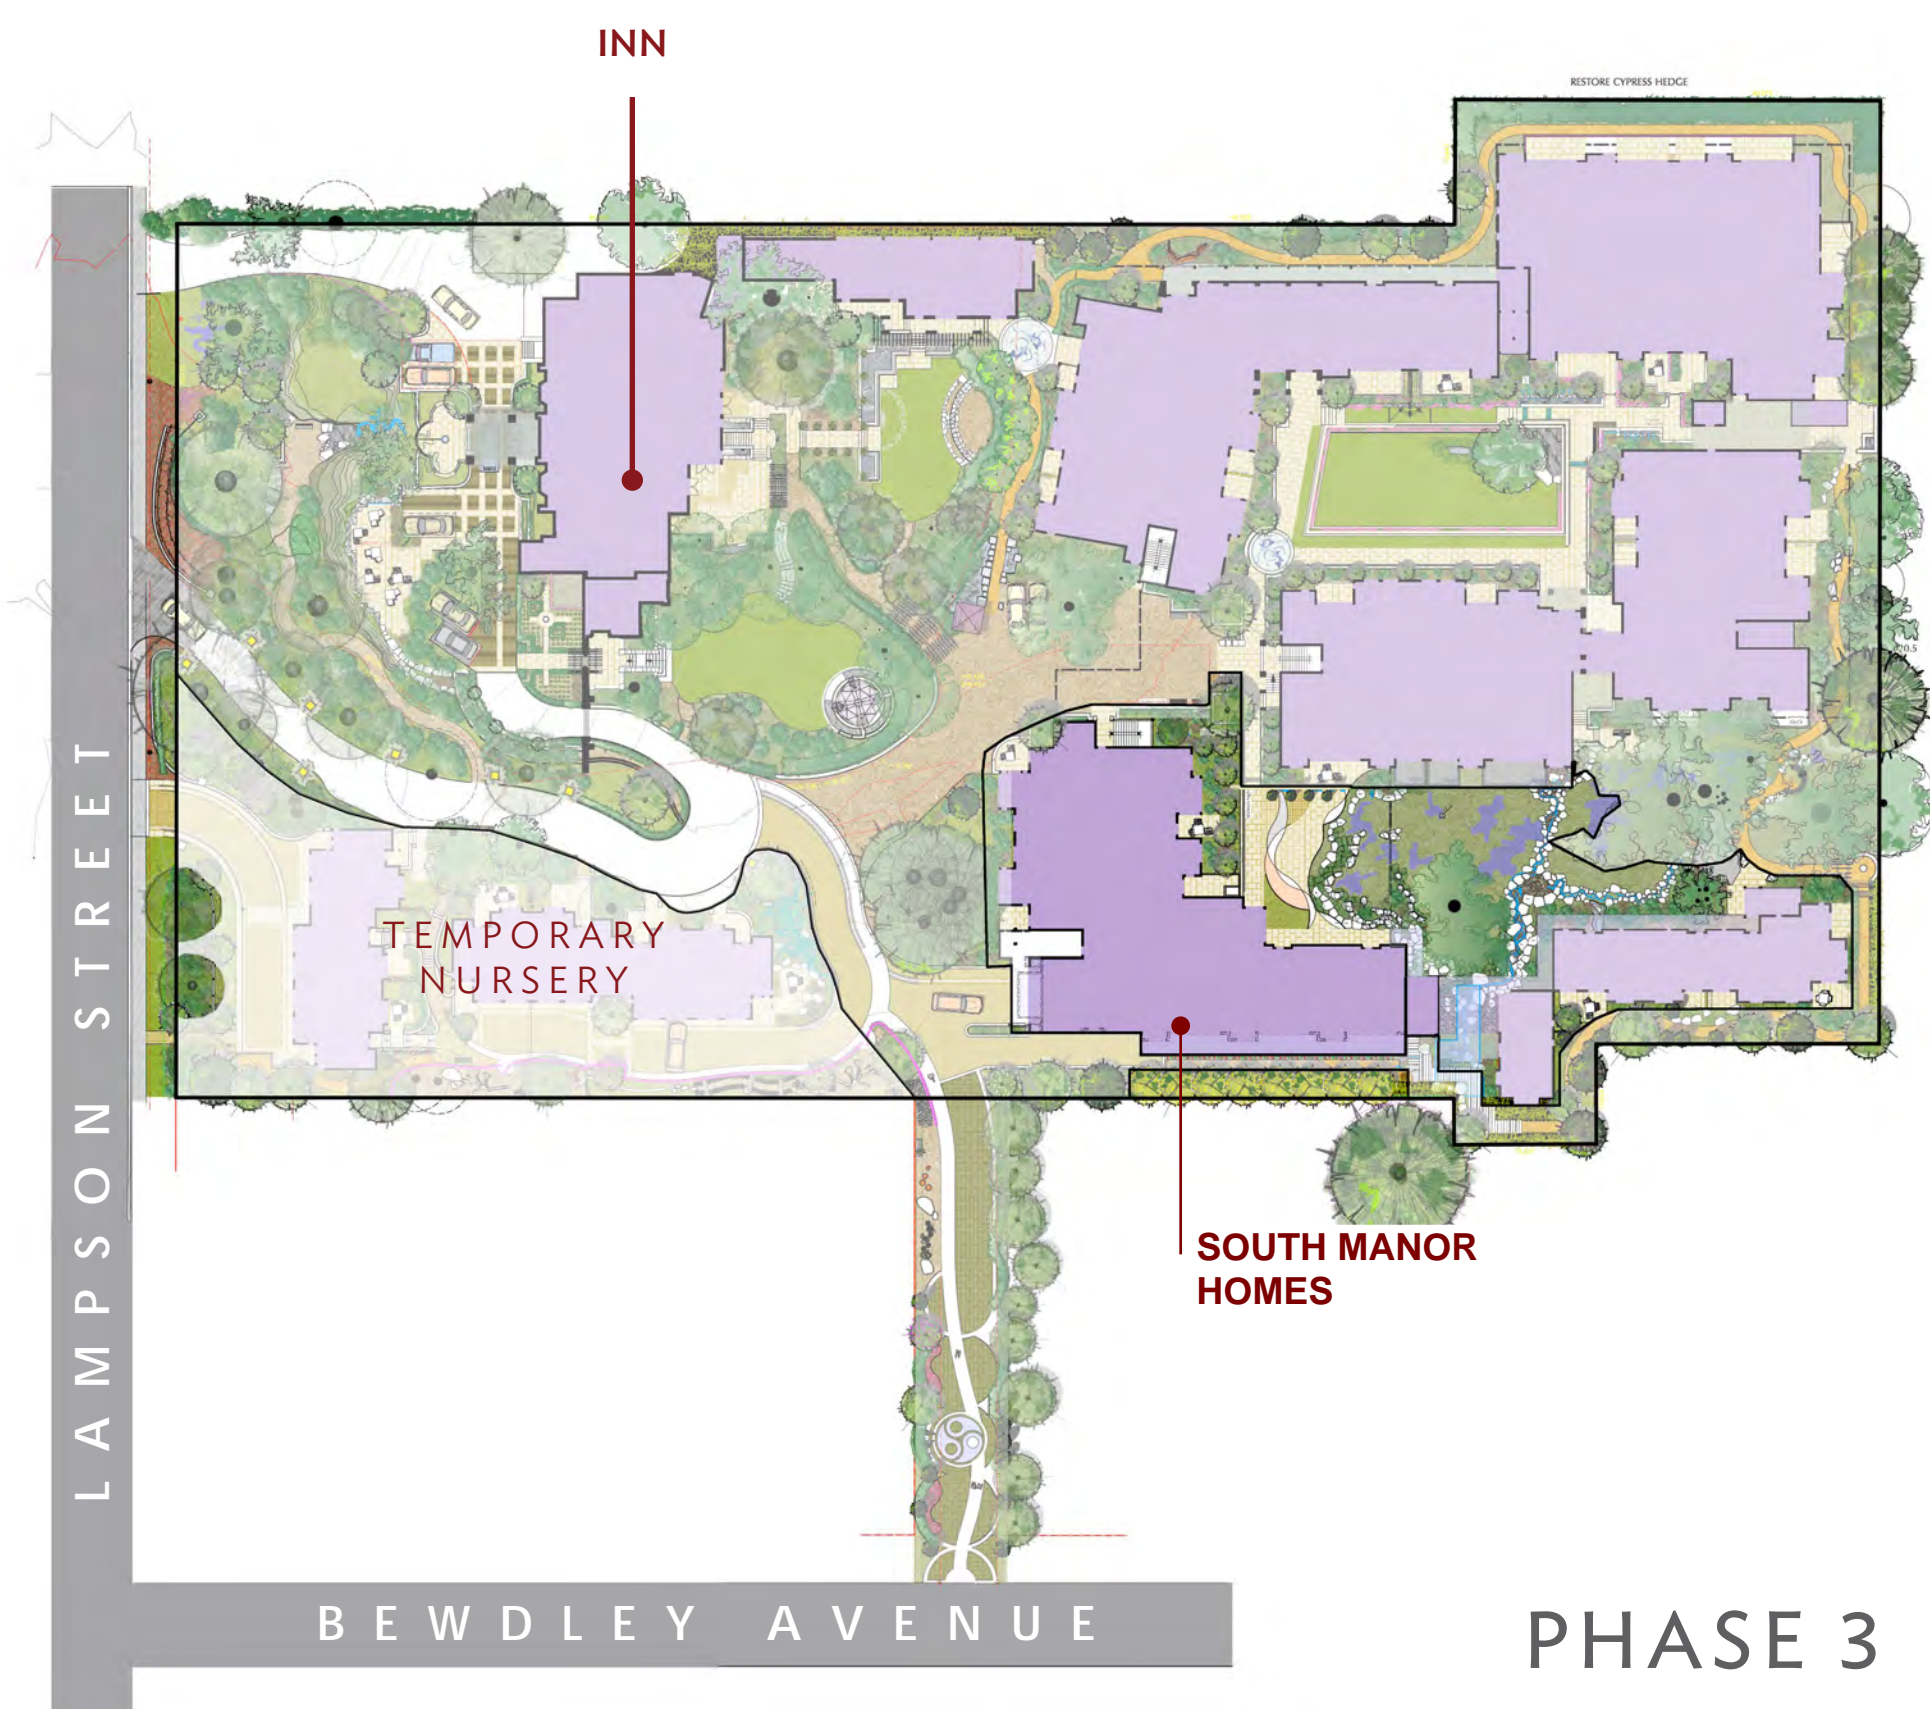 INN
RESTORE CYPRESS HEDGE
TEMPORARY
NURSERY
SOUTH MANOR
HOMES
LAMPSON STREET
BEWDLEY AVENUE
PHASE 3